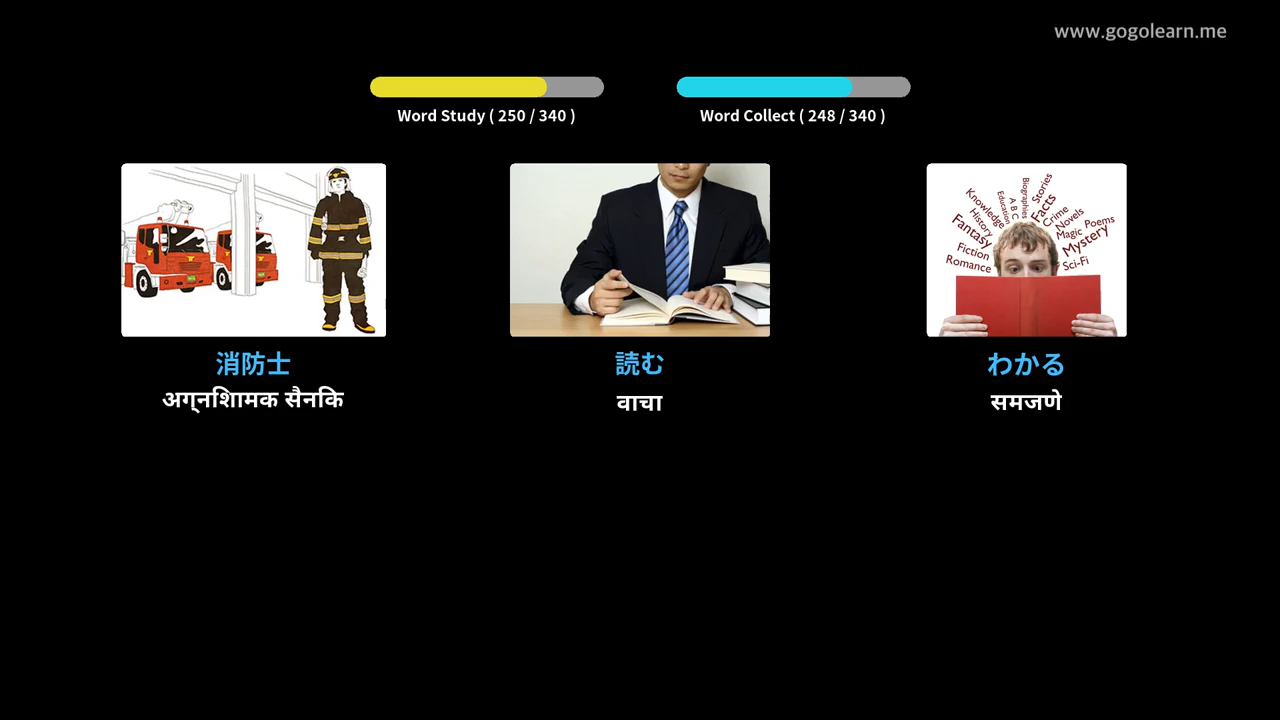 www.gogolearn.me
Word Study ( 250 / 340 )
Word Collect ( 248 / 340 )
Knowledge
History
Fantasy
Fiction
Romance
Education
A B C
Biographies
Stories
Facts
Crime
Novels
Magic
Poems
Mystery
Sci-Fi
消防士
読む
わかる
अग्नशिामक सैनकि
वाचा
समजणे